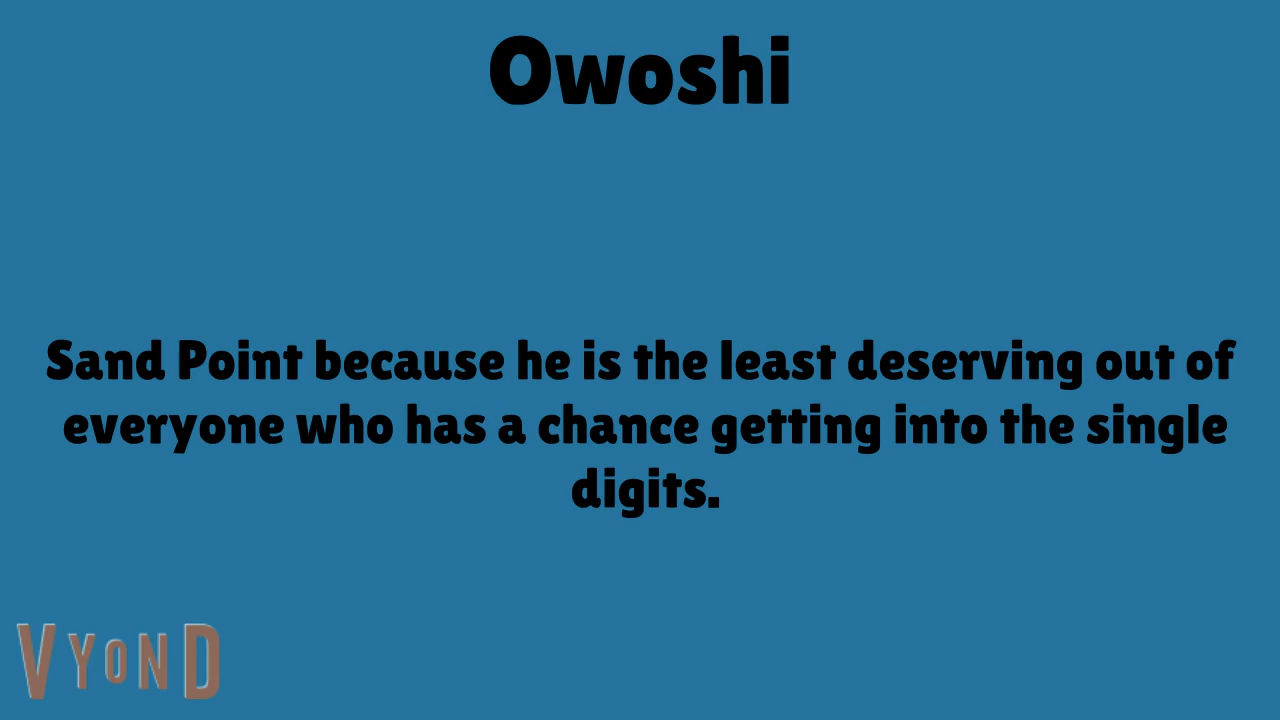 Owoshi
Sand Point because he is the least deserving out of
everyone who has a chance getting into the single
digits.
VYOND